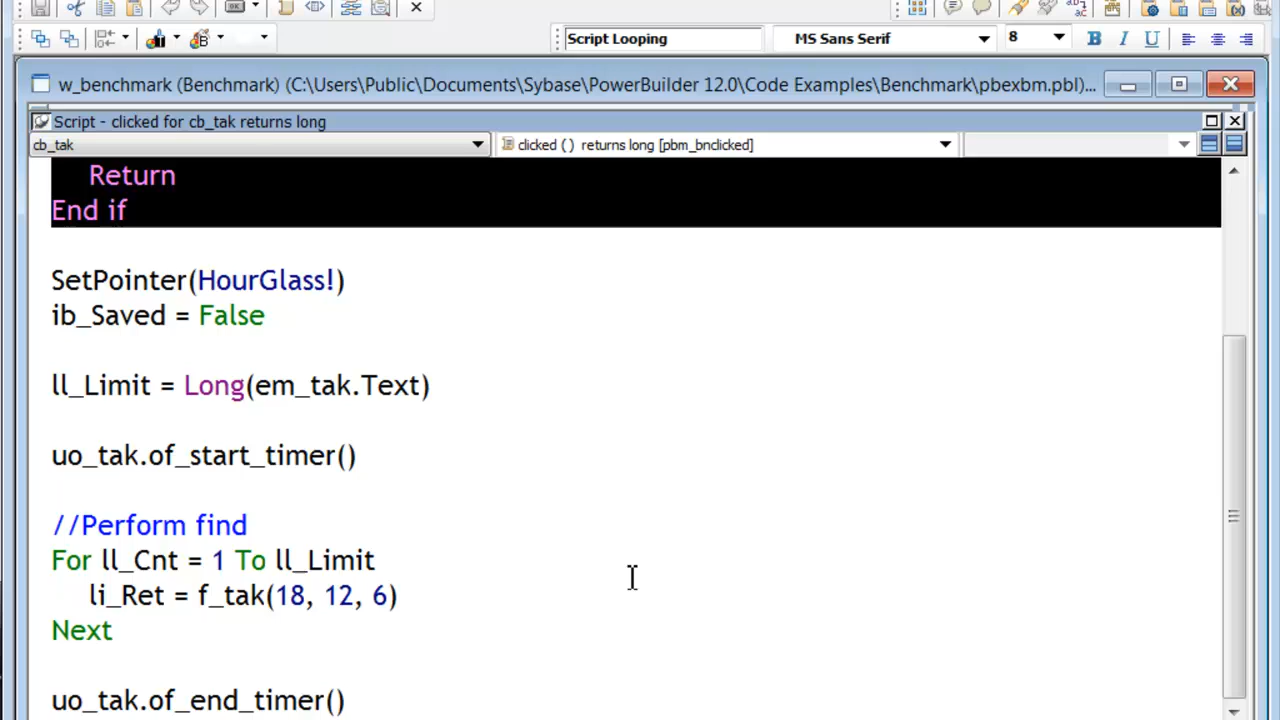 Script Looping
MS Sans Serif
8
B I U
w_benchmark (Benchmark) (C:\Users\Public\Documents\Sybase\PowerBuilder 12.0\Code Examples\Benchmark\pbexbm.pbl)...
Script - clicked for cb_tak returns long
cb_tak
clicked ( ) returns long [pbm_bnclicked]
Return
End if
SetPointer(HourGlass!)
ib_Saved = False
ll_Limit = Long(em_tak.Text)
uo_tak.of_start_timer()
//Perform find
For ll_Cnt = 1 To ll_Limit
li_Ret = f_tak(18, 12, 6)
Next
uo_tak.of_end_timer()